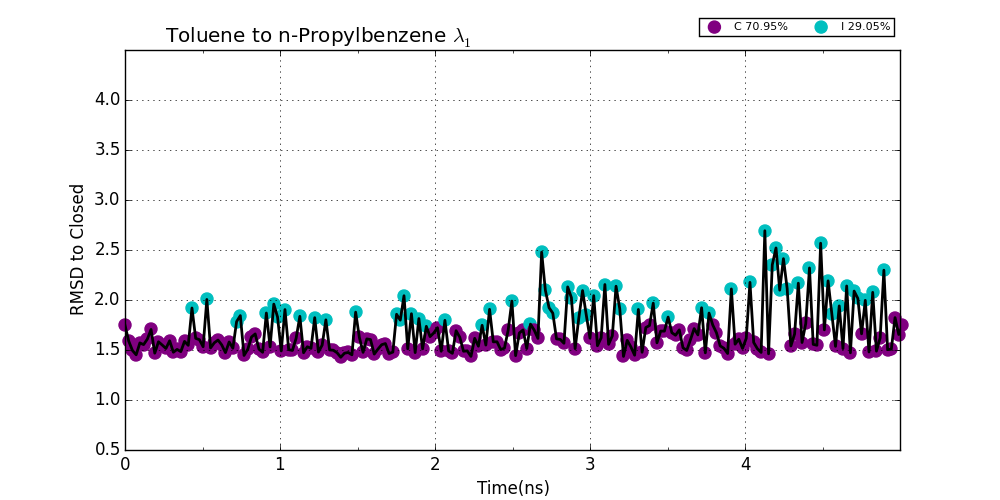 Toluene to n-Propylbenzene λ₁
C 70.95% I 29.05%
RMSD to Closed
4.0
3.5
3.0
2.5
2.0
1.5
1.0
0.5
0 1 2 3 4
Time(ns)